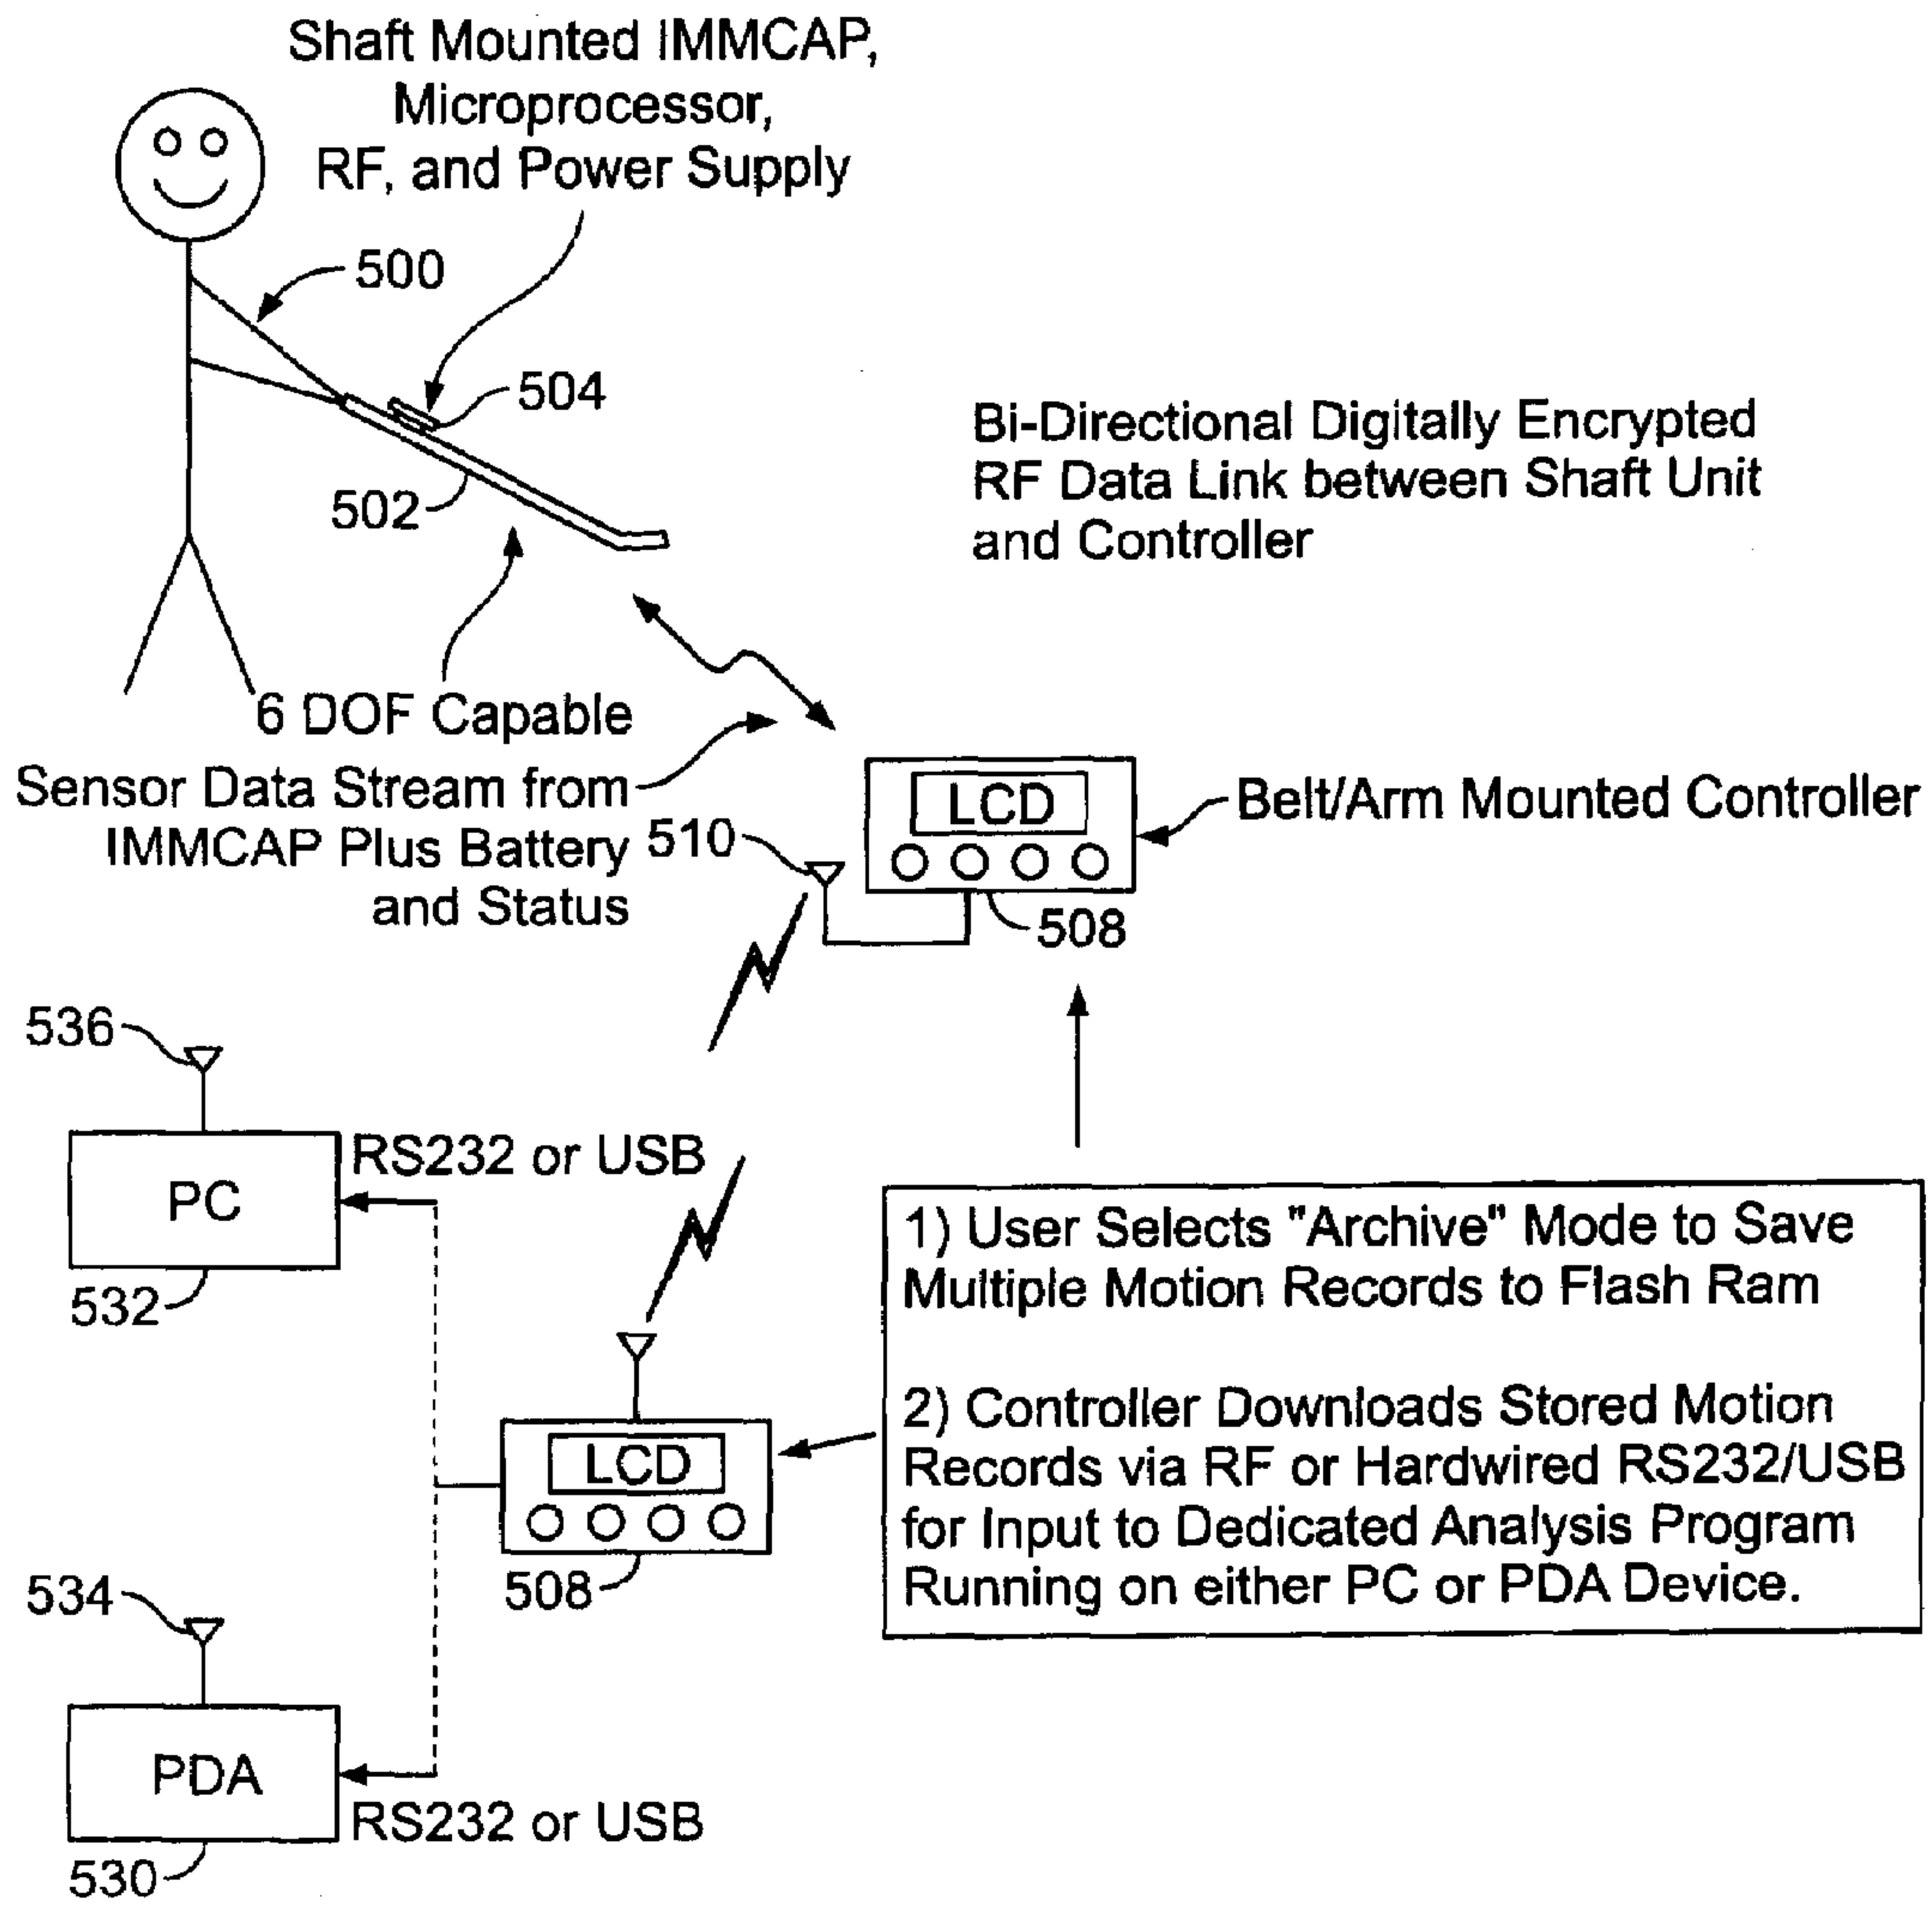 Shaft Mounted IMMCAP,
Microprocessor,
RF, and Power Supply
500
504
502
Bi-Directional Digitally Encrypted
RF Data Link between Shaft Unit
and Controller
6 DOF Capable
Sensor Data Stream from
IMMCAP Plus Battery
and Status
LCD
Belt/Arm Mounted Controller
510
508
536
PC
RS232 or USB
532
1) User Selects "Archive" Mode to Save
Multiple Motion Records to Flash Ram
2) Controller Downloads Stored Motion
Records via RF or Hardwired RS232/USB
for Input to Dedicated Analysis Program
Running on either PC or PDA Device.
LCD
508
534
PDA
RS232 or USB
530